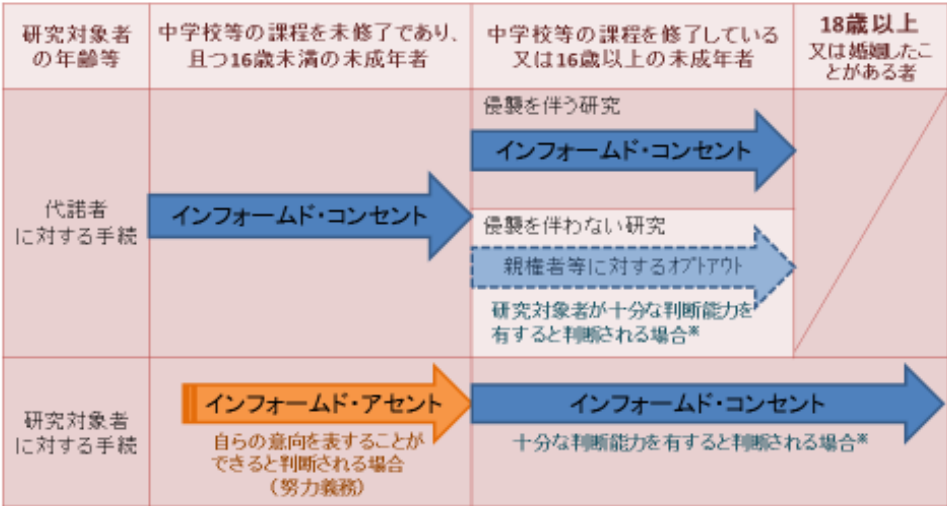 研究対象者
の年齢等
中学校等の課程を未修了であり、
且つ16歳未満の未成年者
中学校等の課程を修了している
又は16歳以上の未成年者
18歳以上
又は婚姻したこ
とがある者
代諾者
に対する手続
インフォームド・コンセント
侵襲を伴う研究
インフォームド・コンセント
侵襲を伴わない研究
親権者等に対するオプトアウト
研究対象者が十分な判断能力を
有すると判断される場合※
研究対象者
に対する手続
インフォームド・アセント
自らの意向を表することが
できると判断される場合
（努力義務）
インフォームド・コンセント
十分な判断能力を有すると判断される場合※